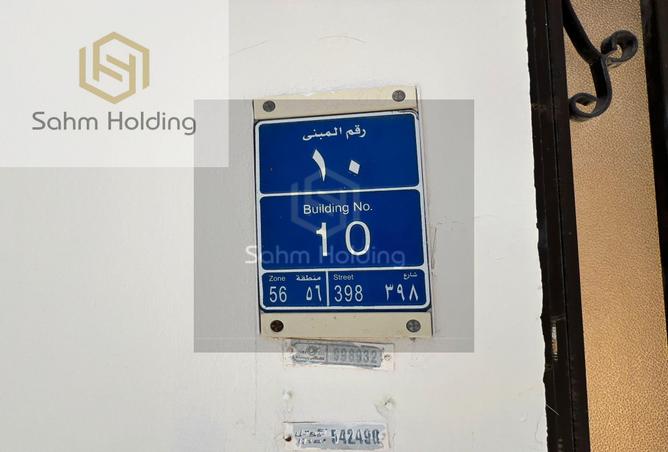 Sahm Holding
رقم المبنى
١٠
Building No.
10
Sahm Holding
Zone منطقة Street شارع
56 ٥٦ 398 ٣٩٨
998932
542490